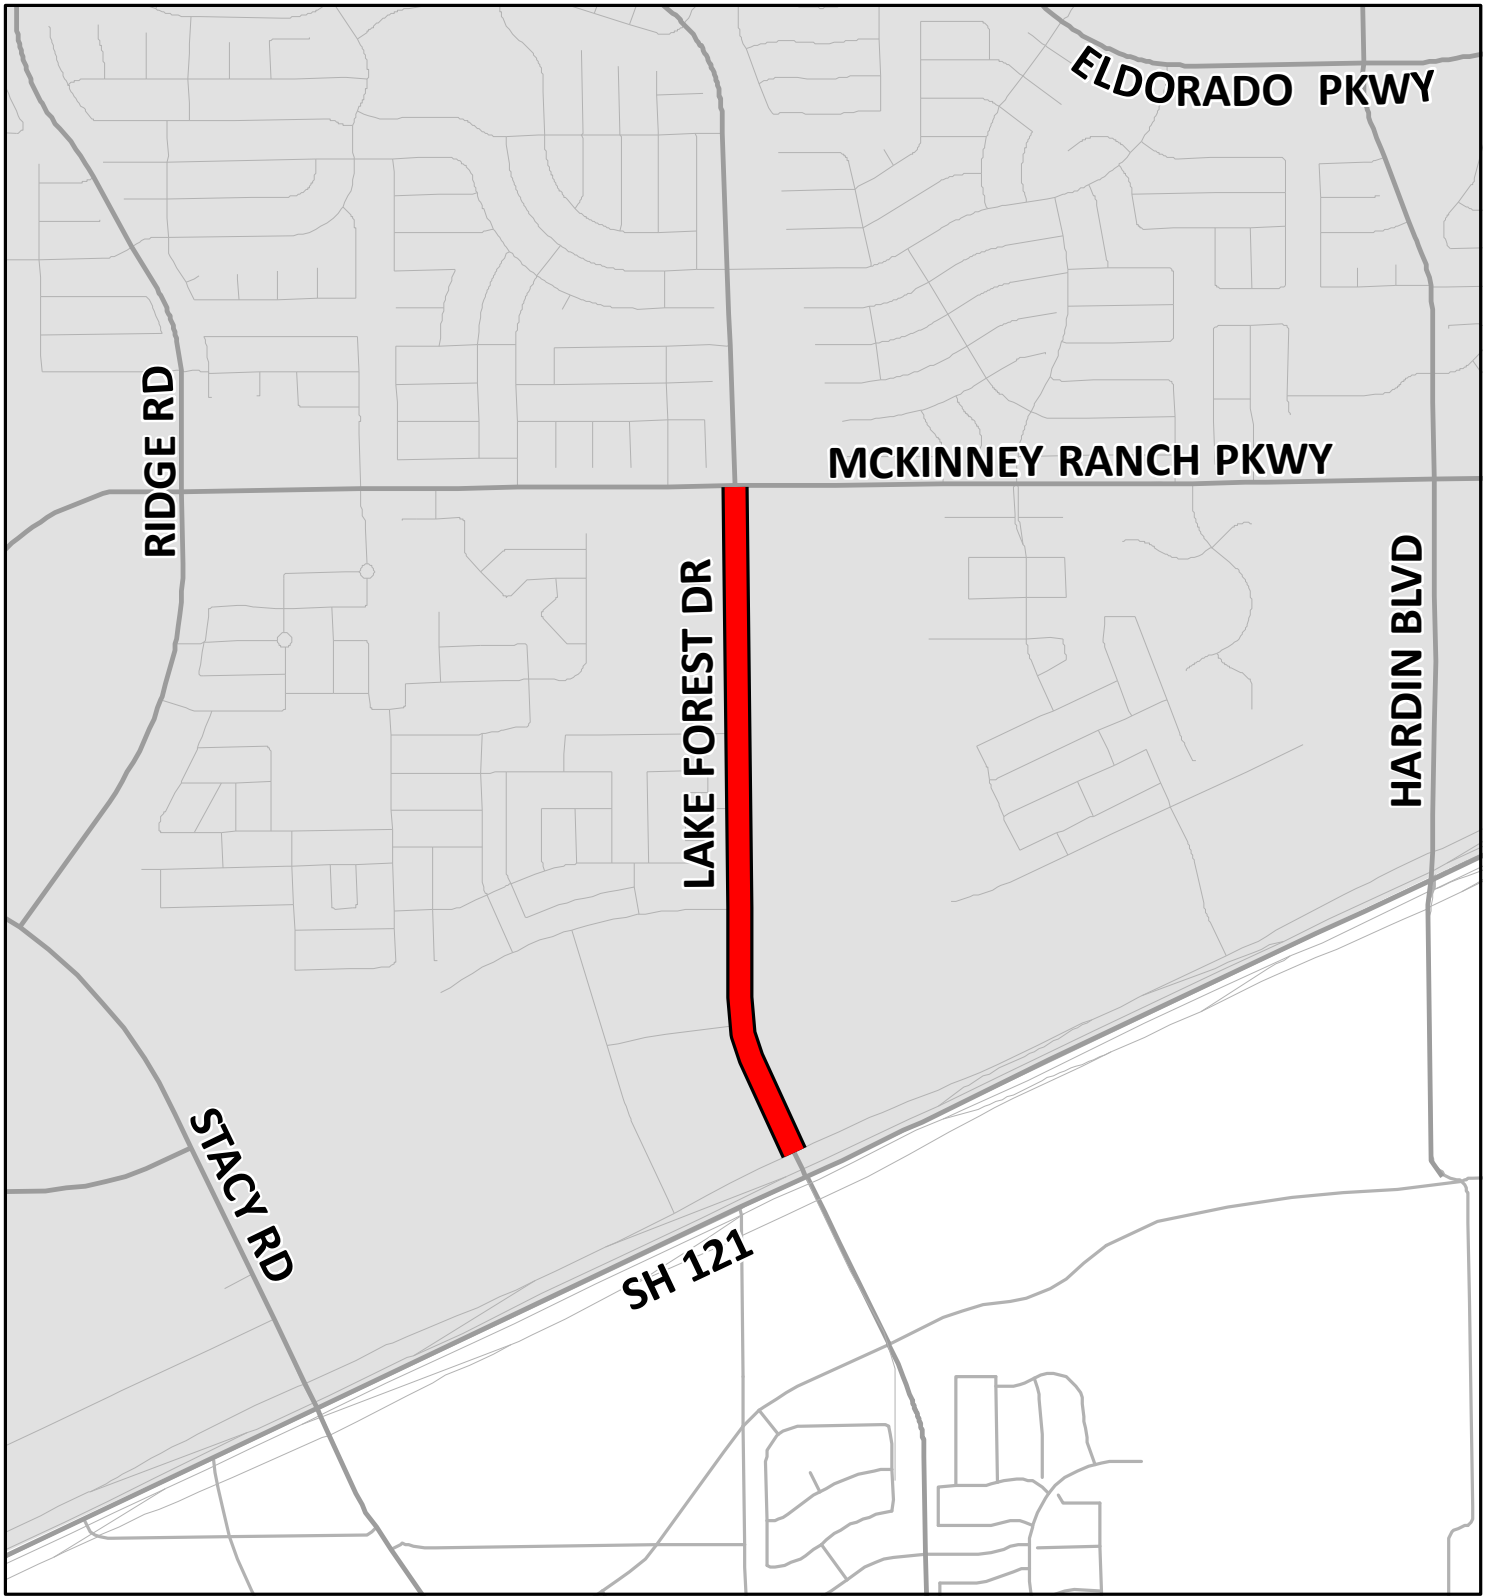 ELDORADO PKWY
RIDGE RD
MCKINNEY RANCH PKWY
LAKE FOREST DR
HARDIN BLVD
STACY RD
SH 121